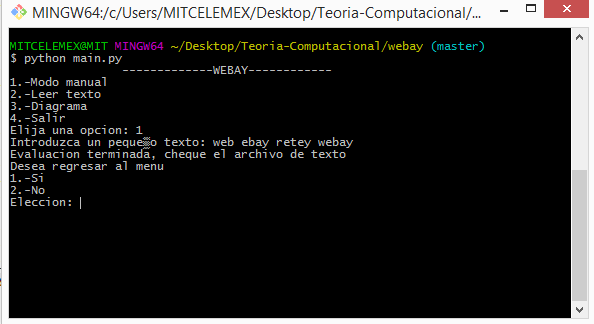 MINGW64:/c/Users/MITCELEMEX/Desktop/Teoria-Computacional/...
MITCELEMEX@MIT MINGW64 ~/Desktop/Teoria-Computacional/webay (master)
$ python main.py
-------------WEBAY------------
1.-Modo manual
2.-Leer texto
3.-Diagrama
4.-Salir
Elija una opcion: 1
Introduzca un peque▒o texto: web ebay retey webay
Evaluacion terminada, cheque el archivo de texto
Desea regresar al menu
1.-Si
2.-No
Eleccion: